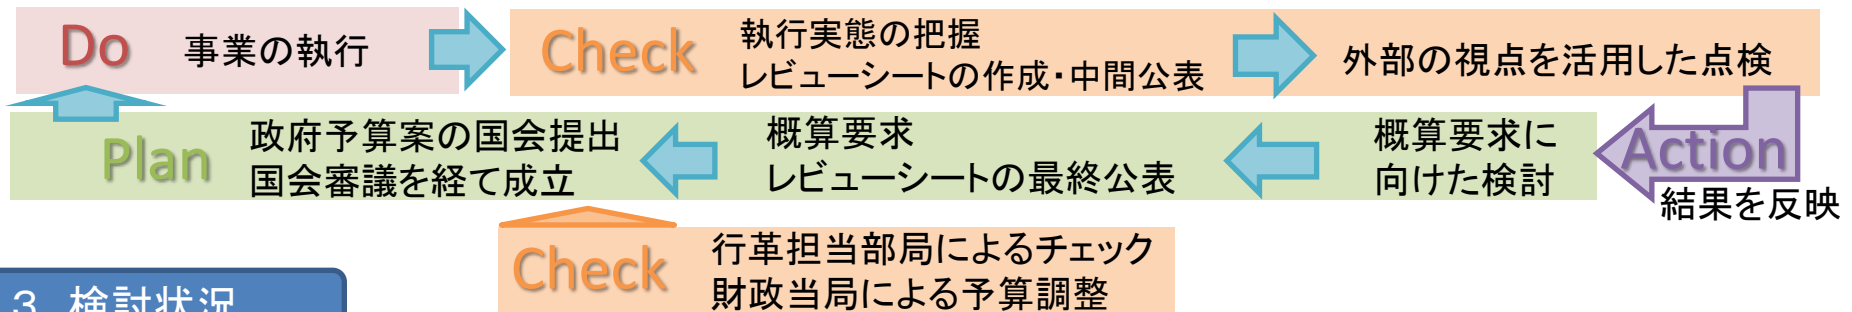 Do 事業の執行
Check 執行実態の把握
レビューシートの作成・中間公表
外部の視点を活用した点検
Action
結果を反映
概算要求に
向けた検討
概算要求
レビューシートの最終公表
Plan 政府予算案の国会提出
国会審議を経て成立
Check 行革担当部局によるチェック
財政当局による予算調整
3 検討状況